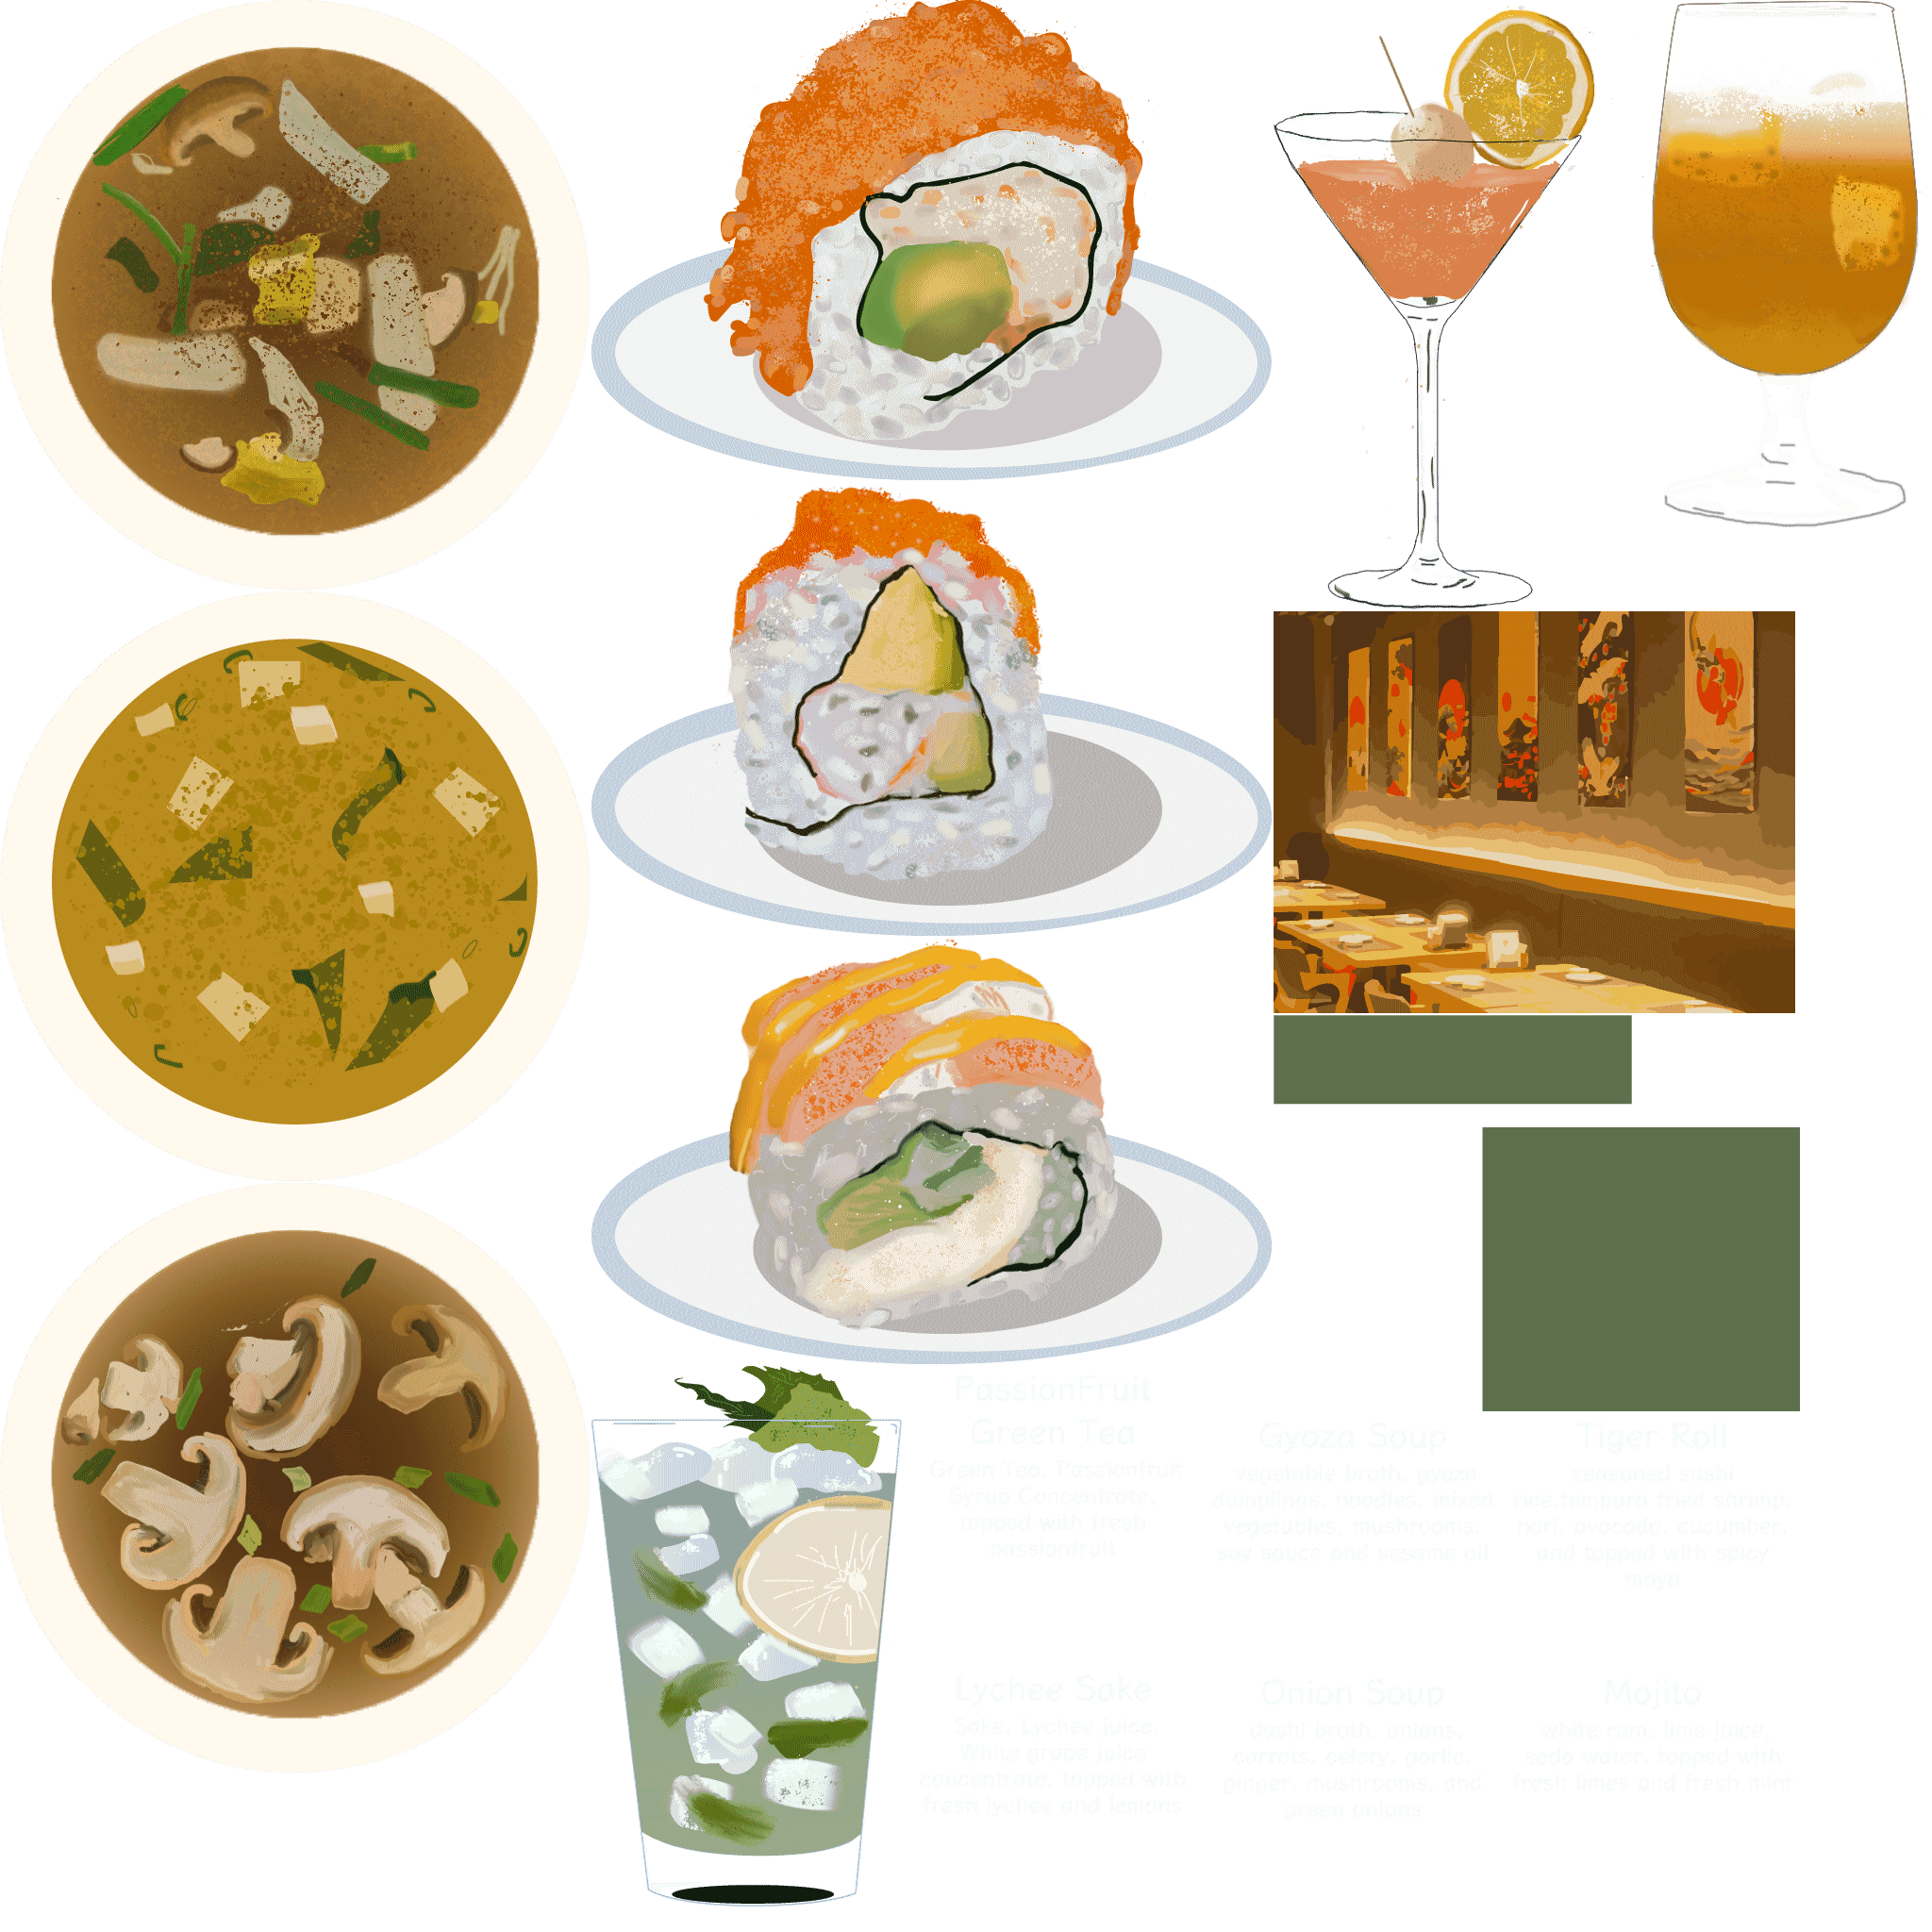 PassionFruit
Green Tea
Green Tea, Passionfruit
Syrup Concentrate,
topped with fresh
passionfruit
Gyoza Soup
vegetable broth, gyoza
dumplings, noodles, mixed
vegetables, mushrooms,
soy sauce and sesame oil
Tiger Roll
seasoned sushi
rice,tempura fried shrimp,
nori, avocado, cucumber,
and topped with spicy
mayo
Lychee Sake
Sake, Lychee juice,
White grape juice
concentrate, topped with
fresh lychee and lemons
Onion Soup
dashi broth, onions,
carrots, celery, garlic,
ginger, mushrooms, and
green onions
Mojito
white rum, lime juice,
soda water, topped with
fresh limes and fresh mint